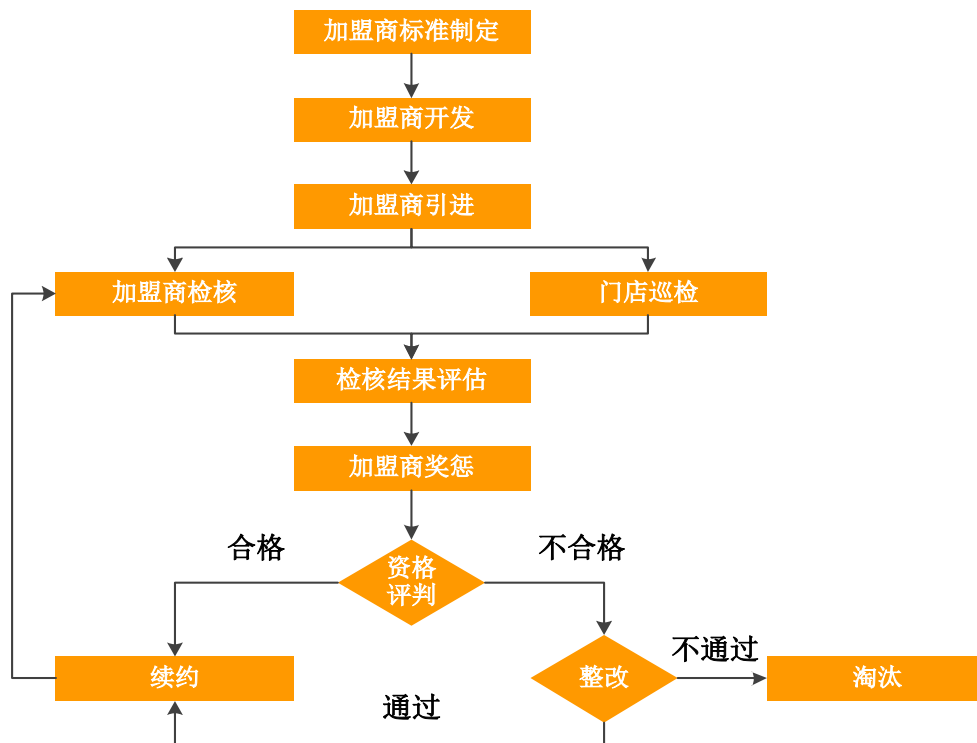 加盟商标准制定
加盟商开发
加盟商引进
加盟商检核
门店巡检
检核结果评估
加盟商奖惩
合格
不合格
资格
评判
不通过
续约
整改
淘汰
通过